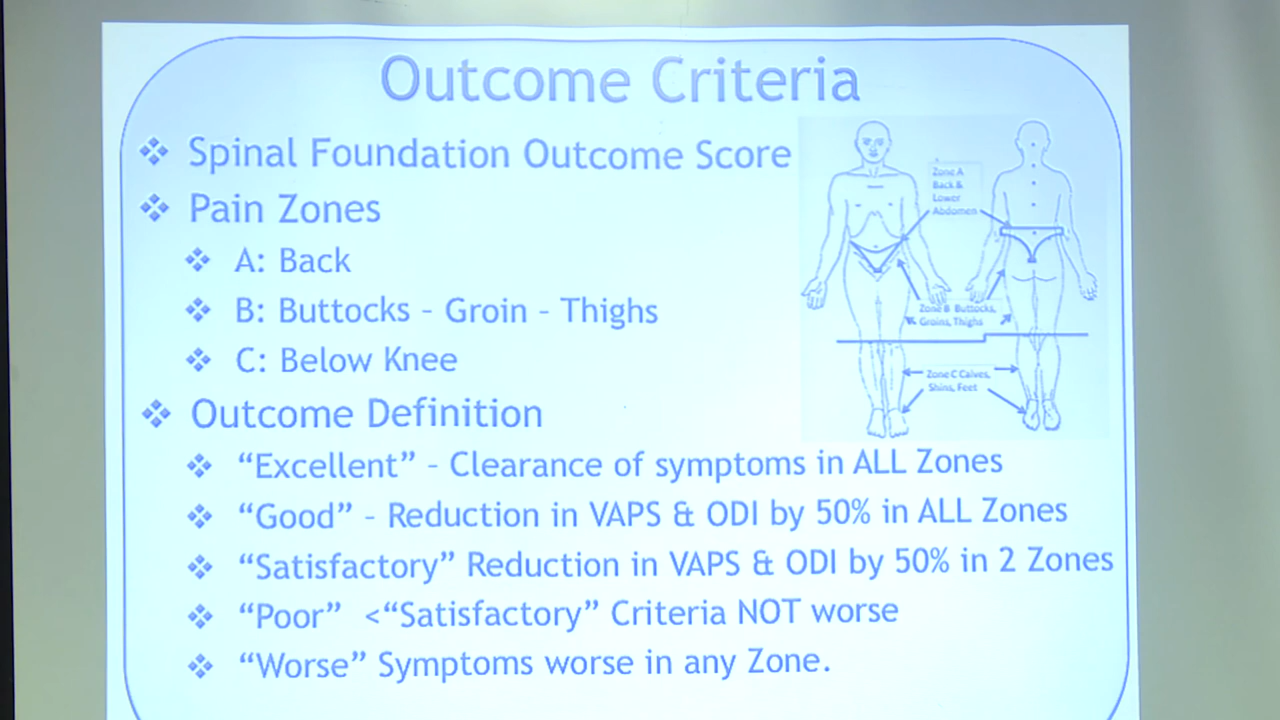 Outcome Criteria
❖ Spinal Foundation Outcome Score
❖ Pain Zones
❖ A: Back
❖ B: Buttocks – Groin – Thighs
❖ C: Below Knee
❖ Outcome Definition
❖ “Excellent” – Clearance of symptoms in ALL Zones
❖ “Good” – Reduction in VAPS & ODI by 50% in ALL Zones
❖ “Satisfactory” Reduction in VAPS & ODI by 50% in 2 Zones
❖ “Poor” <“Satisfactory” Criteria NOT worse
❖ “Worse” Symptoms worse in any Zone.
Zone A
Back &
Lower
Abdomen
Zone B Buttocks,
Groins, Thighs
Zone C Calves,
Shins, Feet